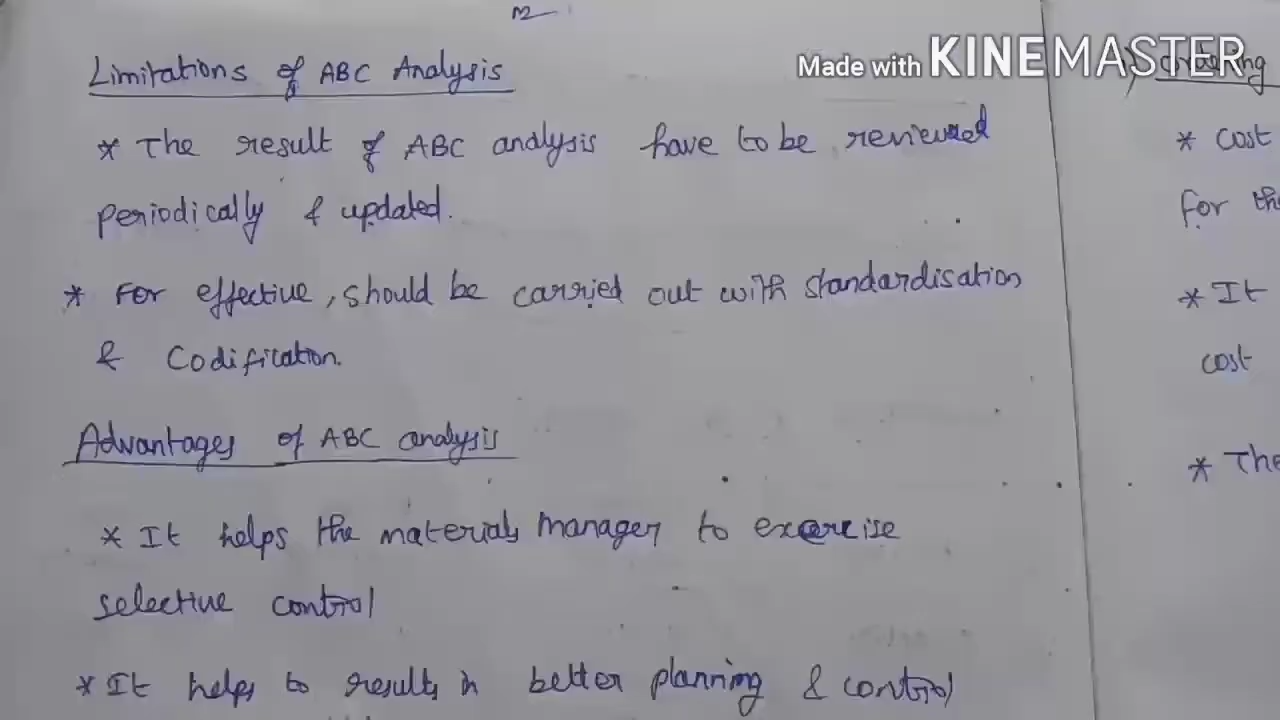 Made with KINEMASTER
Limitations of ABC Analysis
* The result of ABC analysis have to be reviewed
periodically & updated.
* For effective, should be carried out with standardisation
& Codification.
Advantages of ABC analysis
* It helps the materials manager to exercise
selective control
* It helps to results in better planning & control
* cost
for the
* It
cost
* The